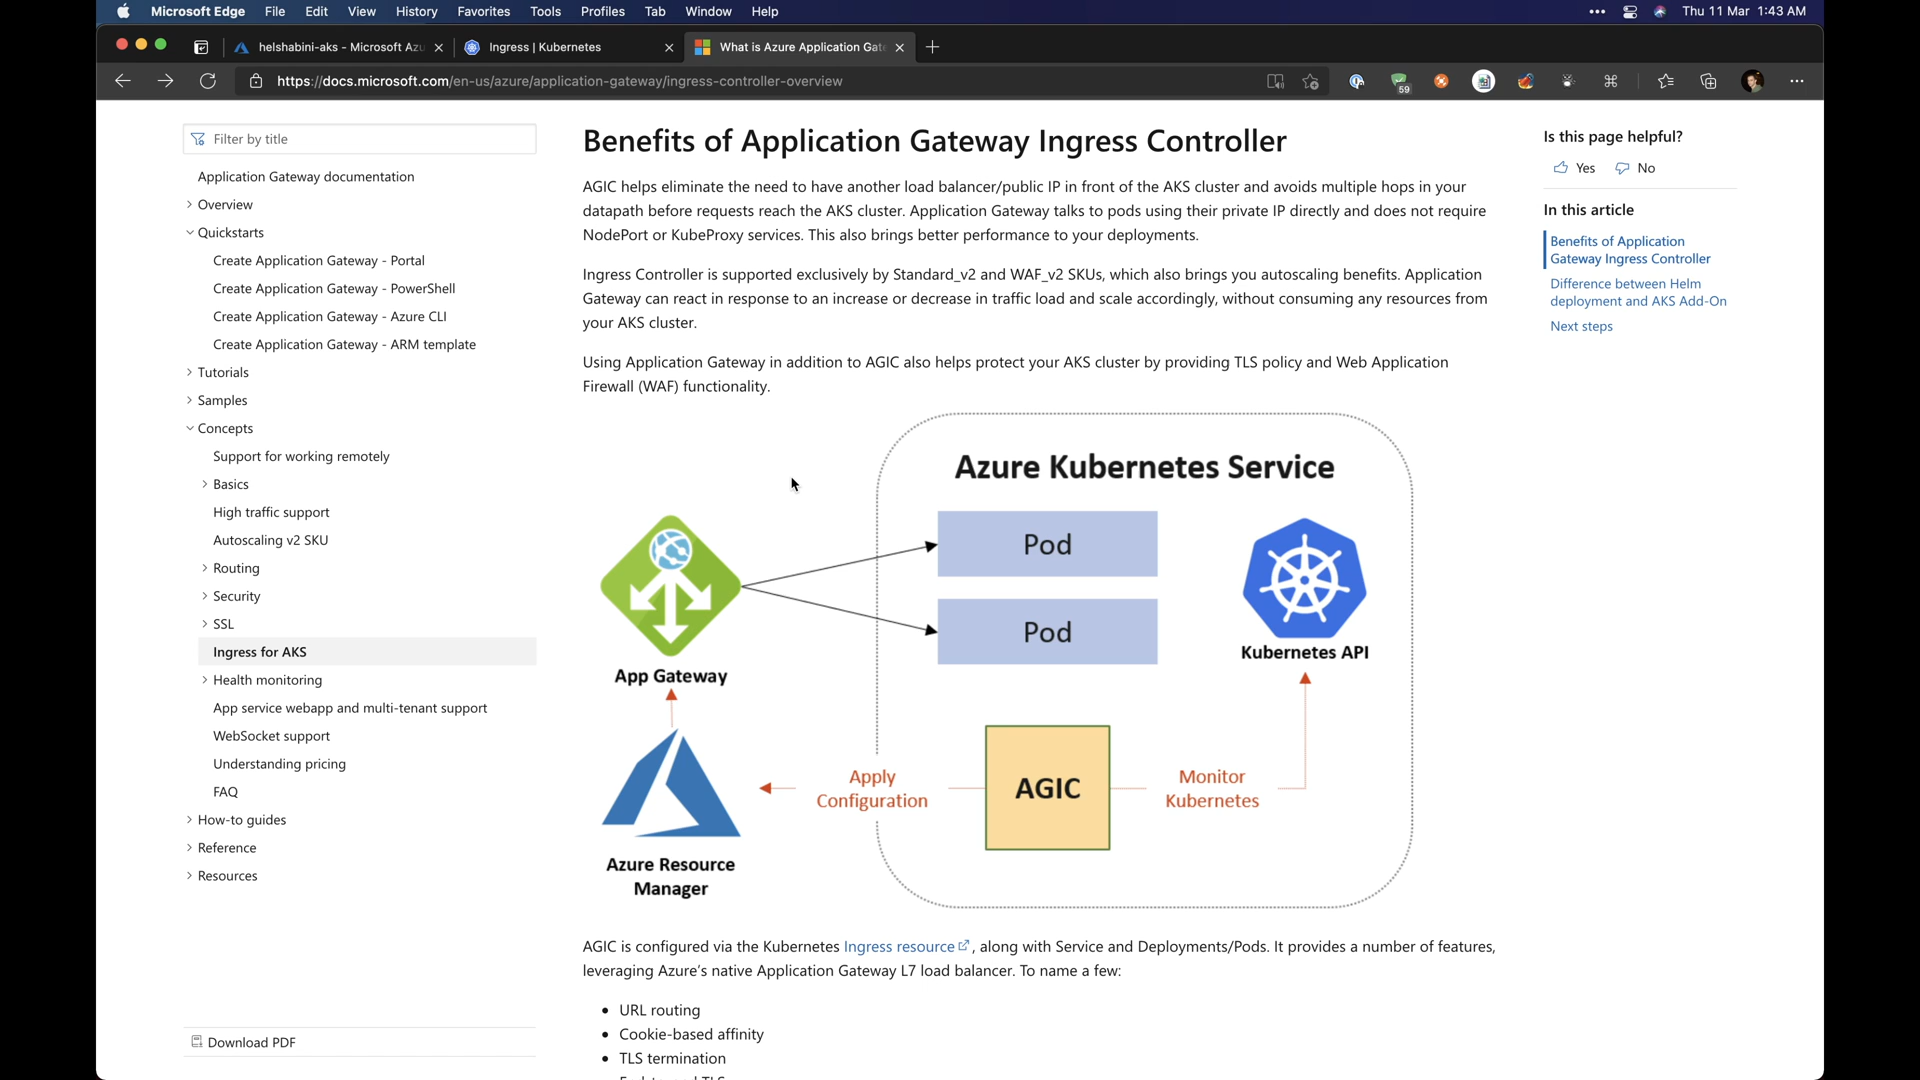 Microsoft Edge File Edit View History Favorites Tools Profiles Tab Window Help Thu 11 Mar 1:43 AM
helshabini-aks - Microsoft Azu
Ingress | Kubernetes
What is Azure Application Gate
https://docs.microsoft.com/en-us/azure/application-gateway/ingress-controller-overview
59
Filter by title
Application Gateway documentation
Overview
Quickstarts
Create Application Gateway - Portal
Create Application Gateway - PowerShell
Create Application Gateway - Azure CLI
Create Application Gateway - ARM template
Tutorials
Samples
Concepts
Support for working remotely
Basics
High traffic support
Autoscaling v2 SKU
Routing
Security
SSL
Ingress for AKS
Health monitoring
App service webapp and multi-tenant support
WebSocket support
Understanding pricing
FAQ
How-to guides
Reference
Resources
Download PDF
Benefits of Application Gateway Ingress Controller
AGIC helps eliminate the need to have another load balancer/public IP in front of the AKS cluster and avoids multiple hops in your
datapath before requests reach the AKS cluster. Application Gateway talks to pods using their private IP directly and does not require
NodePort or KubeProxy services. This also brings better performance to your deployments.
Ingress Controller is supported exclusively by Standard_v2 and WAF_v2 SKUs, which also brings you autoscaling benefits. Application
Gateway can react in response to an increase or decrease in traffic load and scale accordingly, without consuming any resources from
your AKS cluster.
Using Application Gateway in addition to AGIC also helps protect your AKS cluster by providing TLS policy and Web Application
Firewall (WAF) functionality.
Azure Kubernetes Service
Pod
Pod
App Gateway
Kubernetes API
Apply
Configuration
AGIC
Monitor
Kubernetes
Azure Resource
Manager
AGIC is configured via the Kubernetes Ingress resource, along with Service and Deployments/Pods. It provides a number of features,
leveraging Azure's native Application Gateway L7 load balancer. To name a few:
• URL routing
• Cookie-based affinity
• TLS termination
Is this page helpful?
Yes No
In this article
Benefits of Application
Gateway Ingress Controller
Difference between Helm
deployment and AKS Add-On
Next steps